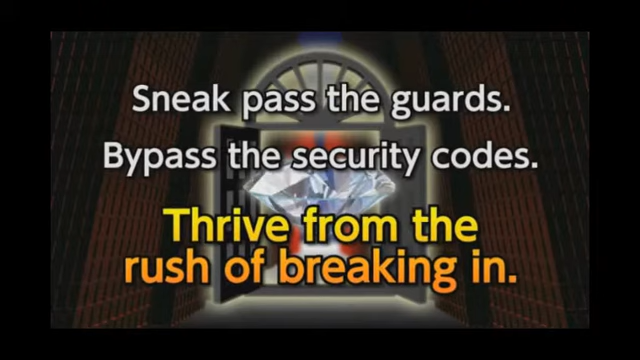 Sneak pass the guards.
Bypass the security codes.
Thrive from the
rush of breaking in.